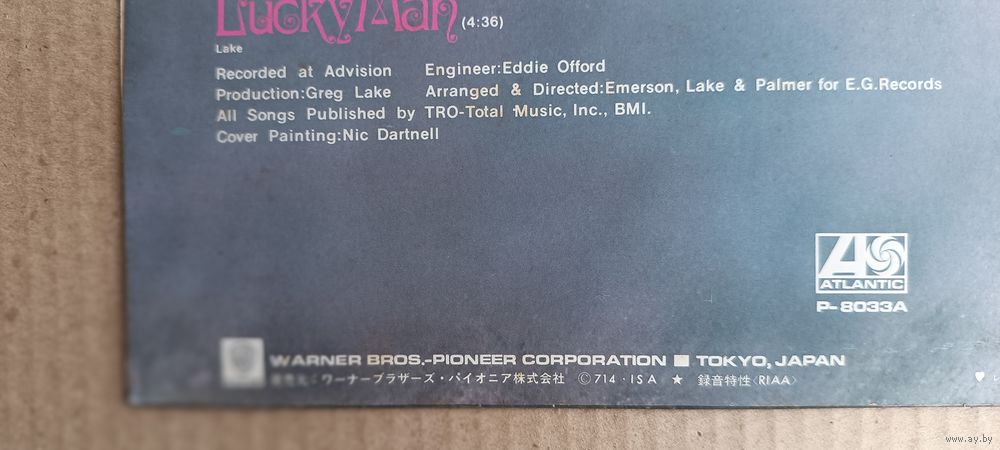 Lucky Man (4:36)
Lake
Recorded at Advision Engineer:Eddie Offord
Production:Greg Lake Arranged & Directed:Emerson, Lake & Palmer for E.G.Records
All Songs Published by TRO-Total Music, Inc., BMI.
Cover Painting:Nic Dartnell
ATLANTIC
P-8033A
WARNER BROS.-PIONEER CORPORATION ■ TOKYO, JAPAN
ワーナーブラザーズ・パイオニア株式会社 Ⓒ714・ISA ★ 録音特性〈RIAA〉
www.ay.by